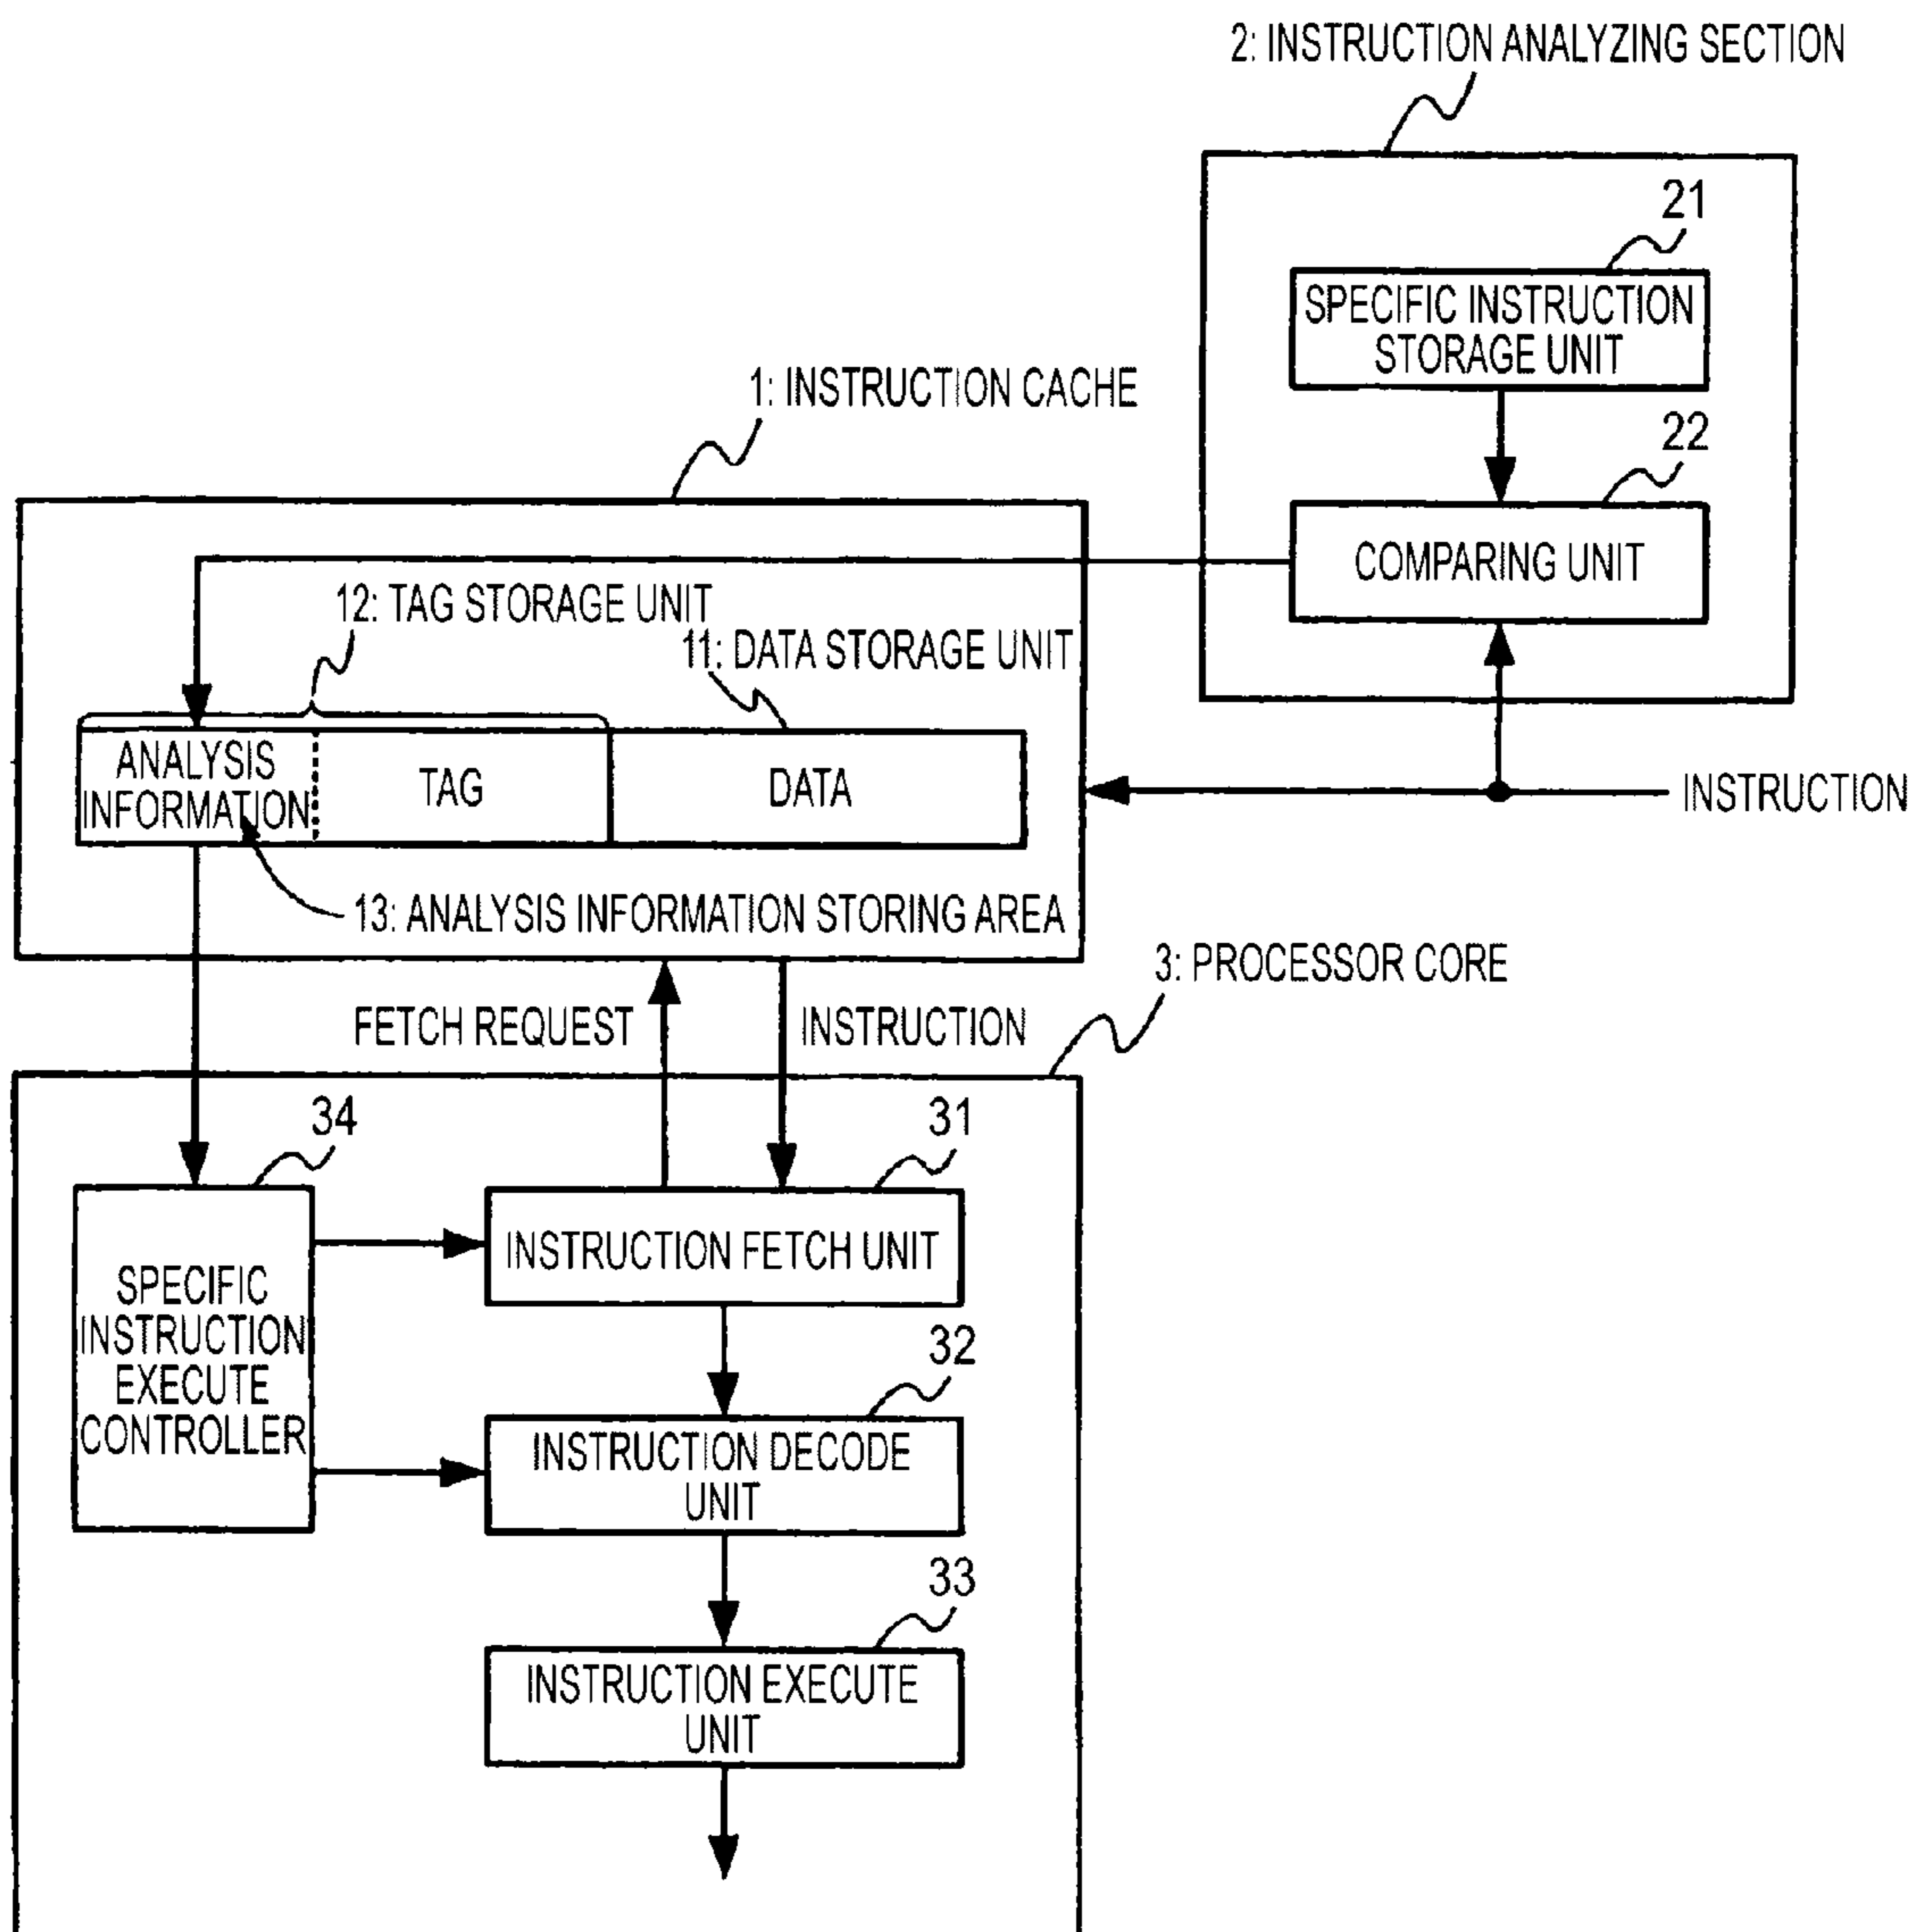 2: INSTRUCTION ANALYZING SECTION
21
SPECIFIC INSTRUCTION
STORAGE UNIT
1: INSTRUCTION CACHE
22
COMPARING UNIT
12: TAG STORAGE UNIT
11: DATA STORAGE UNIT
ANALYSIS
INFORMATION
TAG
DATA
INSTRUCTION
13: ANALYSIS INFORMATION STORING AREA
3: PROCESSOR CORE
FETCH REQUEST
INSTRUCTION
34
31
INSTRUCTION FETCH UNIT
SPECIFIC
INSTRUCTION
EXECUTE
CONTROLLER
32
INSTRUCTION DECODE
UNIT
33
INSTRUCTION EXECUTE
UNIT